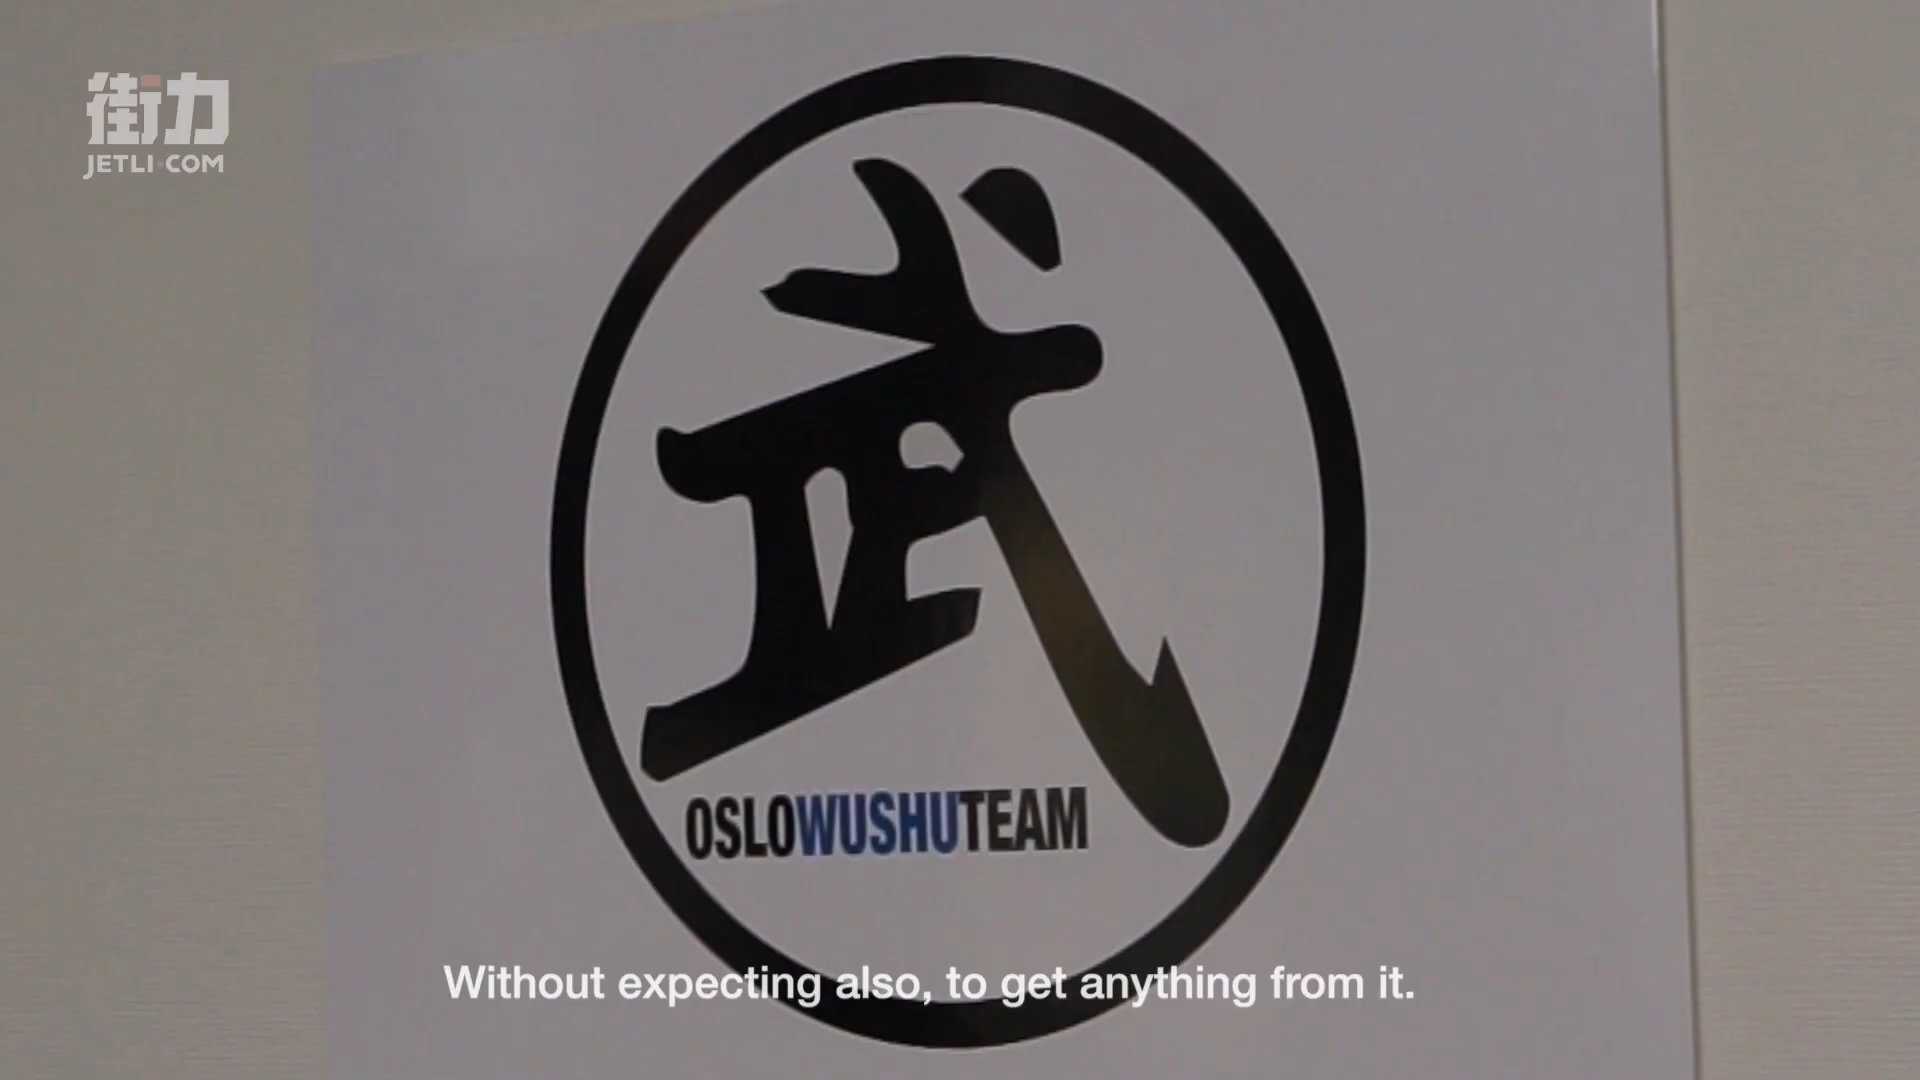 街力
JETLI.COM
武
OSLOWUSHUTEAM
Without expecting also, to get anything from it.